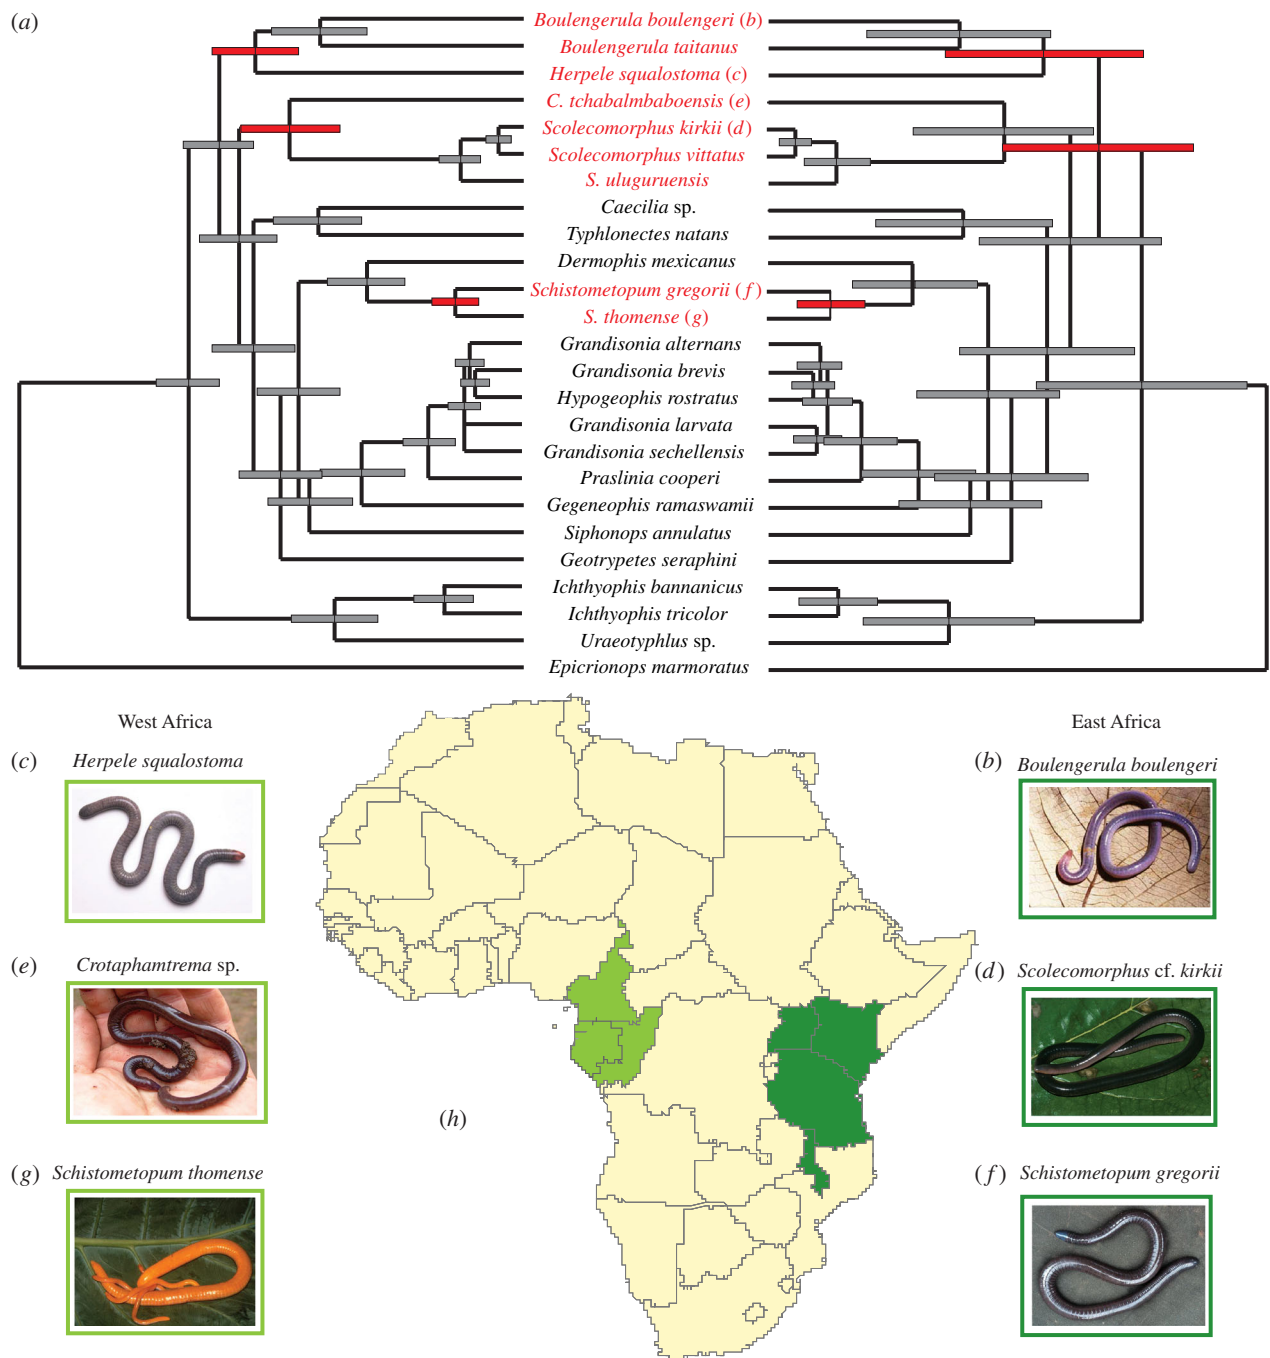 (a)
Boulengerula boulengeri (b)
Boulengerula taitanus
Herpele squalostoma (c)
C. tchabalmbaboensis (e)
Scolecomorphus kirkii (d)
Scolecomorphus vittatus
S. uluguruensis
Caecilia sp.
Typhlonectes natans
Dermophis mexicanus
Schistometopum gregorii (f)
S. thomense (g)
Grandisonia alternans
Grandisonia brevis
Hypogeophis rostratus
Grandisonia larvata
Grandisonia sechellensis
Praslinia cooperi
Gegeneophis ramaswamii
Siphonops annulatus
Geotrypetes seraphini
Ichthyophis bannanicus
Ichthyophis tricolor
Uraeotyphlus sp.
Epicrionops marmoratus
West Africa
(c) Herpele squalostoma
(e) Crotaphamtrema sp.
(g) Schistometopum thomense
(h)
East Africa
(b) Boulengerula boulengeri
(d) Scolecomorphus cf. kirkii
(f) Schistometopum gregorii